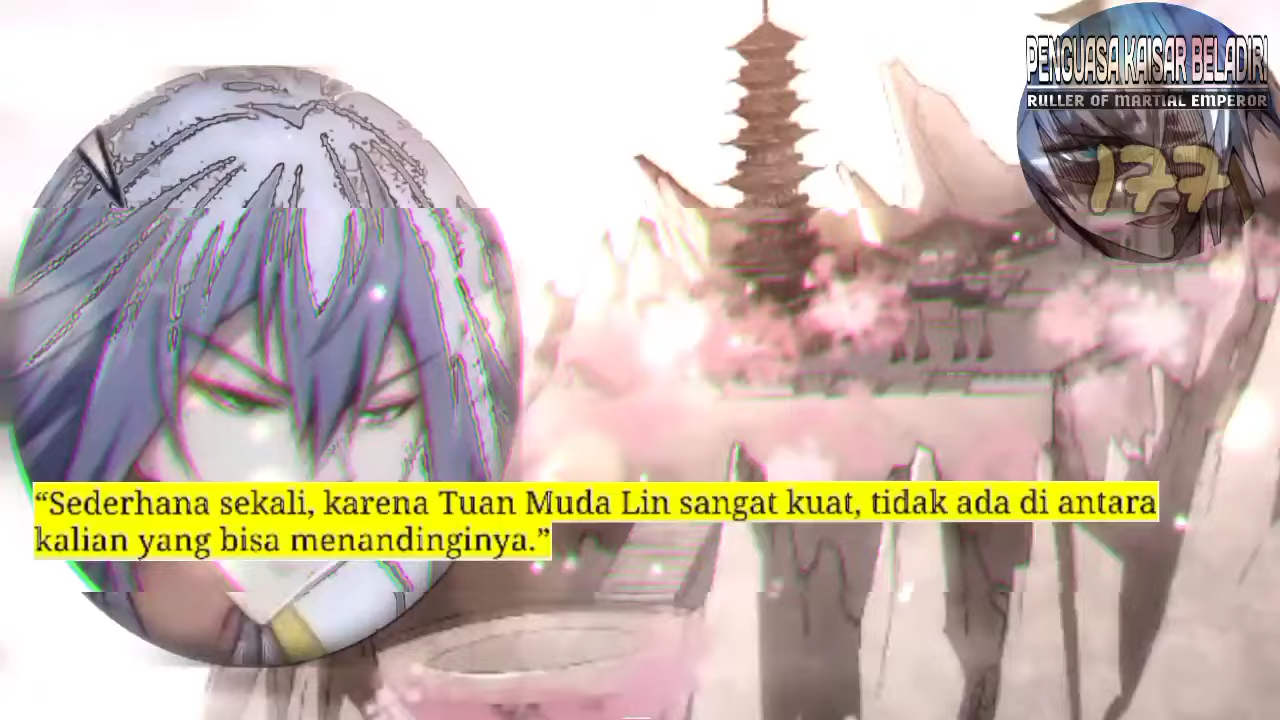 PENGUASA KAISAR BELADIRI
RULLER OF MARTIAL EMPEROR
177
“Sederhana sekali, karena Tuan Muda Lin sangat kuat, tidak ada di antara
kalian yang bisa menandinginya.”